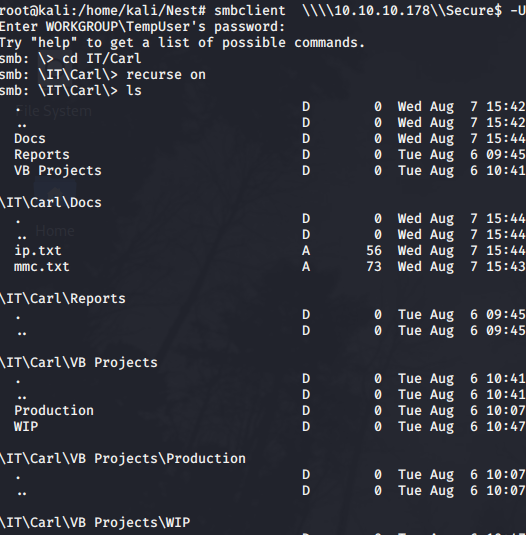 root@kali:/home/kali/Nest# smbclient  \\\\10.10.10.178\\Secure$ -U
Enter WORKGROUP\TempUser's password:
Try "help" to get a list of possible commands.
smb: \> cd IT/Carl
smb: \IT\Carl\> recurse on
smb: \IT\Carl\> ls
  .                                   D        0  Wed Aug  7 15:42
  ..                                  D        0  Wed Aug  7 15:42
  Docs                                D        0  Wed Aug  7 15:44
  Reports                             D        0  Tue Aug  6 09:45
  VB Projects                         D        0  Tue Aug  6 10:41
File System
\IT\Carl\Docs
  .                                   D        0  Wed Aug  7 15:44
  ..                                  D        0  Wed Aug  7 15:44
Home
  ip.txt                              A       56  Wed Aug  7 15:44
  mmc.txt                             A       73  Wed Aug  7 15:43
\IT\Carl\Reports
  .                                   D        0  Tue Aug  6 09:45
  ..                                  D        0  Tue Aug  6 09:45
\IT\Carl\VB Projects
  .                                   D        0  Tue Aug  6 10:41
  ..                                  D        0  Tue Aug  6 10:41
  Production                          D        0  Tue Aug  6 10:07
  WIP                                 D        0  Tue Aug  6 10:47
\IT\Carl\VB Projects\Production
  .                                   D        0  Tue Aug  6 10:07
  ..                                  D        0  Tue Aug  6 10:07
\IT\Carl\VB Projects\WIP